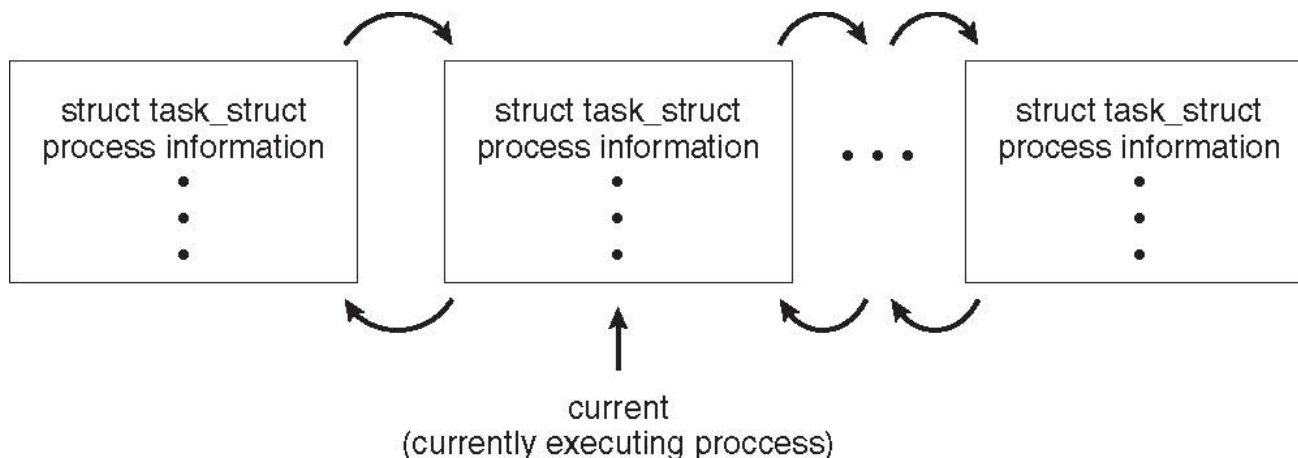 struct task_struct
process information
struct task_struct
process information
struct task_struct
process information
current
(currently executing proccess)